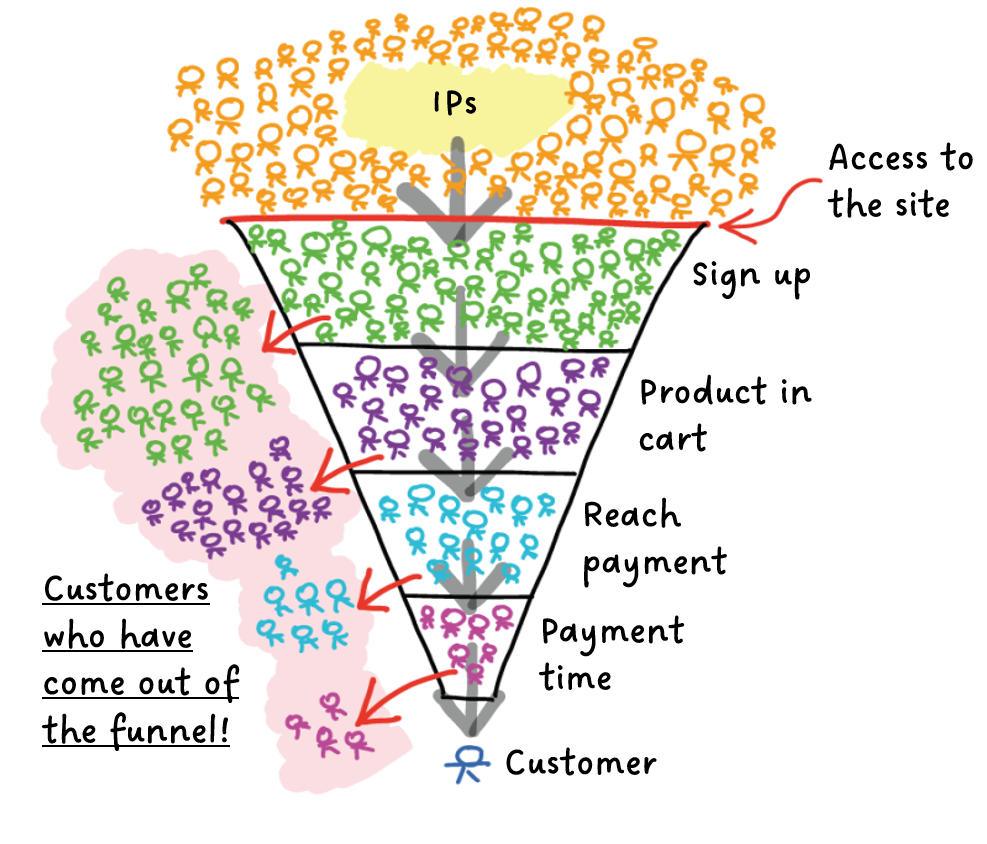 IPs
Access to
the site
Sign up
Product in
cart
Reach
payment
Customers
who have
come out of
the funnel!
Payment
time
Customer